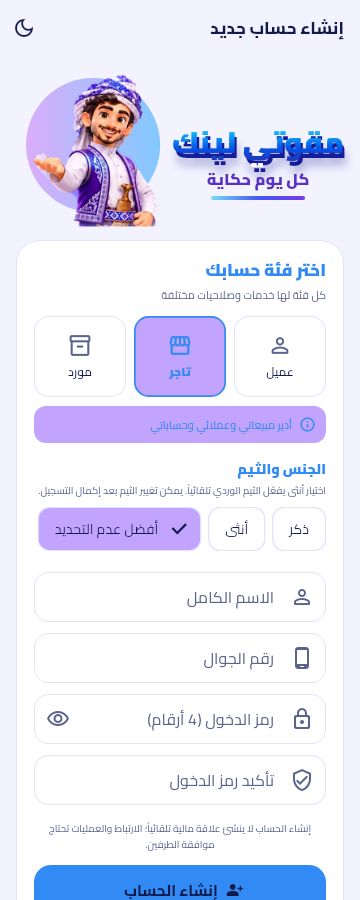 إنشاء حساب جديد
مقوتي لينك
كل يوم حكاية
اختر فئة حسابك
كل فئة لها خدمات وصلاحيات مختلفة
عميل
تاجر
مورد
أدير مبيعاتي وعملائي وحساباتي
الجنس والثيم
اختيار أنثى يفعّل الثيم الوردي تلقائياً. يمكن تغيير الثيم بعد إكمال التسجيل.
ذكر
أنثى
أفضل عدم التحديد
الاسم الكامل
رقم الجوال
رمز الدخول (4 أرقام)
تأكيد رمز الدخول
إنشاء الحساب لا ينشئ علاقة مالية تلقائياً؛ الارتباط والعمليات تحتاج
موافقة الطرفين.
إنشاء الحساب